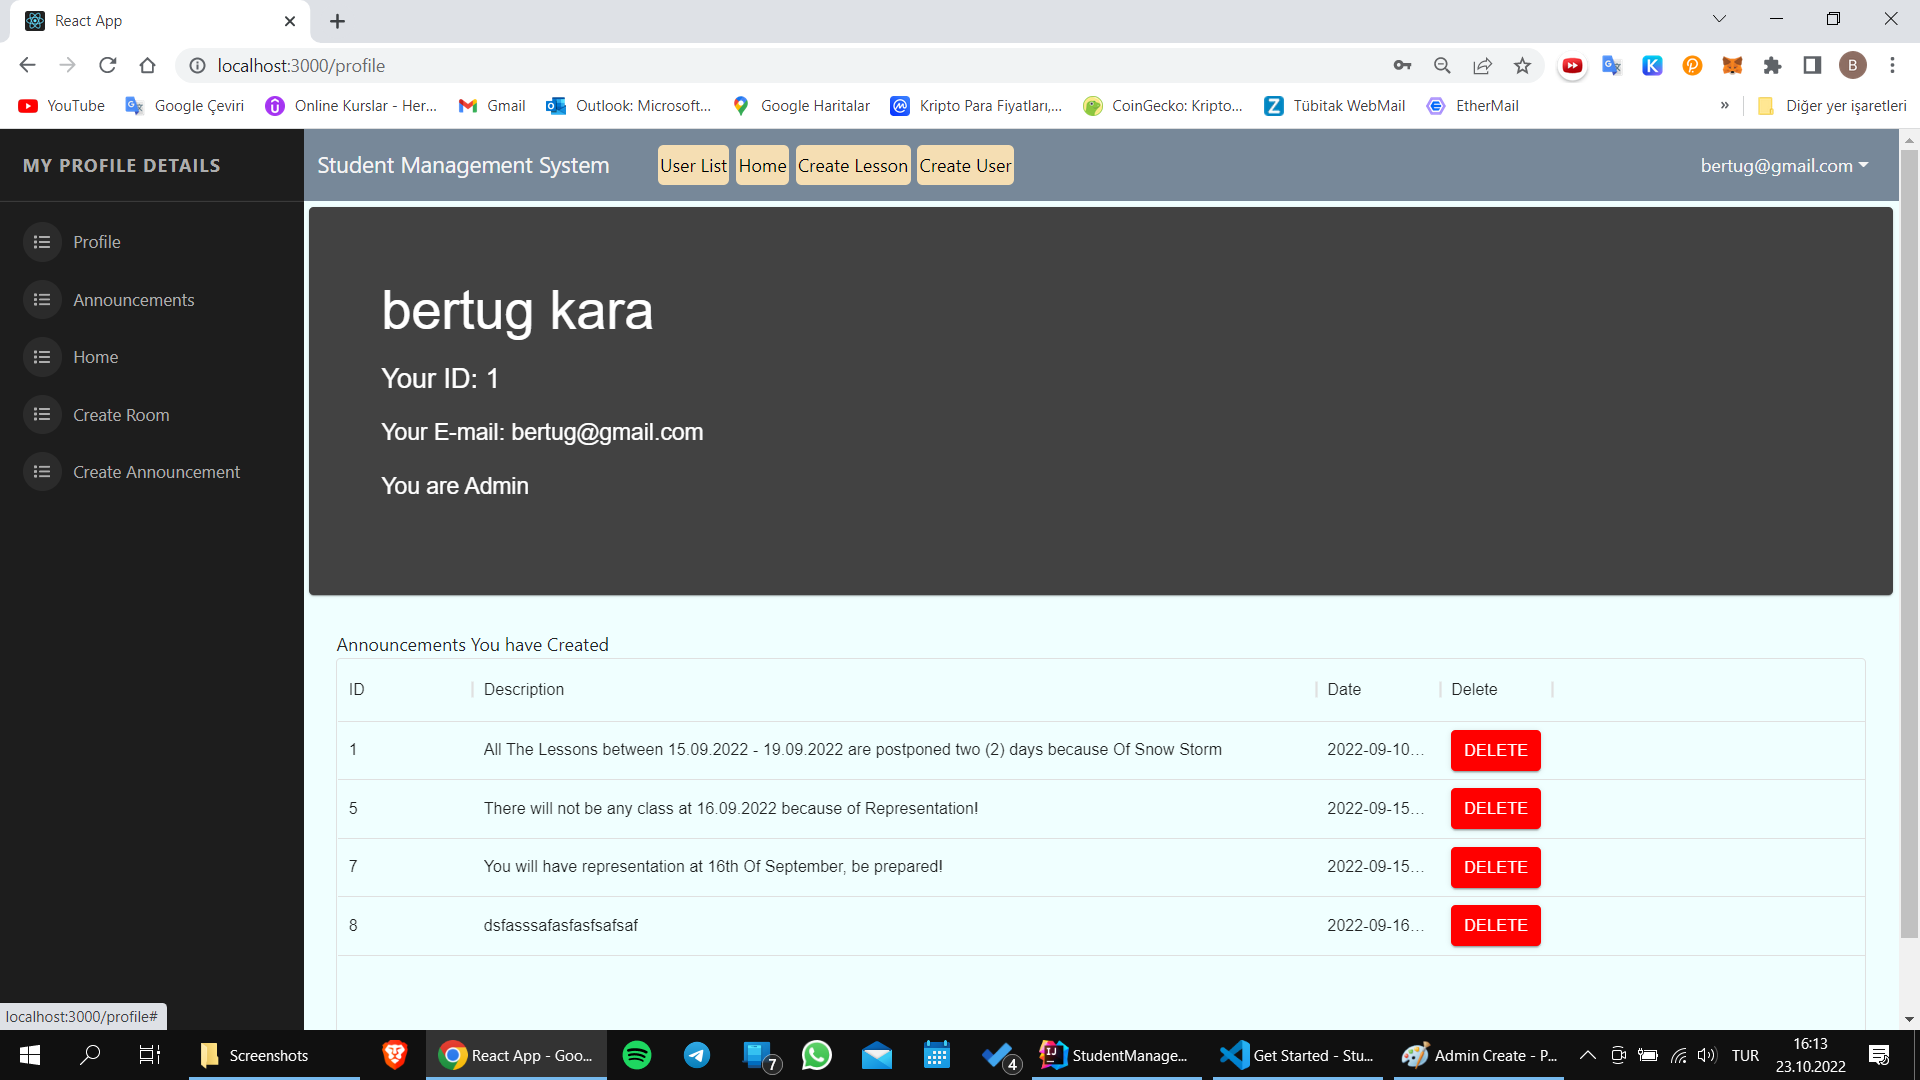 React App
localhost:3000/profile
B
YouTube Google Çeviri Online Kurslar - Her... Gmail Outlook: Microsoft... Google Haritalar Kripto Para Fiyatları,... CoinGecko: Kripto... Tübitak WebMail EtherMail » Diğer yer işaretleri
MY PROFILE DETAILS
Student Management System User List Home Create Lesson Create User bertug@gmail.com
Profile
Announcements
Home
Create Room
Create Announcement
bertug kara
Your ID: 1
Your E-mail: bertug@gmail.com
You are Admin
Announcements You have Created
ID Description Date Delete
1 All The Lessons between 15.09.2022 - 19.09.2022 are postponed two (2) days because Of Snow Storm 2022-09-10... DELETE
5 There will not be any class at 16.09.2022 because of Representation! 2022-09-15... DELETE
7 You will have representation at 16th Of September, be prepared! 2022-09-15... DELETE
8 dsfasssafasfasfsafsaf 2022-09-16... DELETE
localhost:3000/profile#
Screenshots React App - Goo... 7 4 StudentManage... Get Started - Stu... Admin Create - P... TUR 16:13
23.10.2022